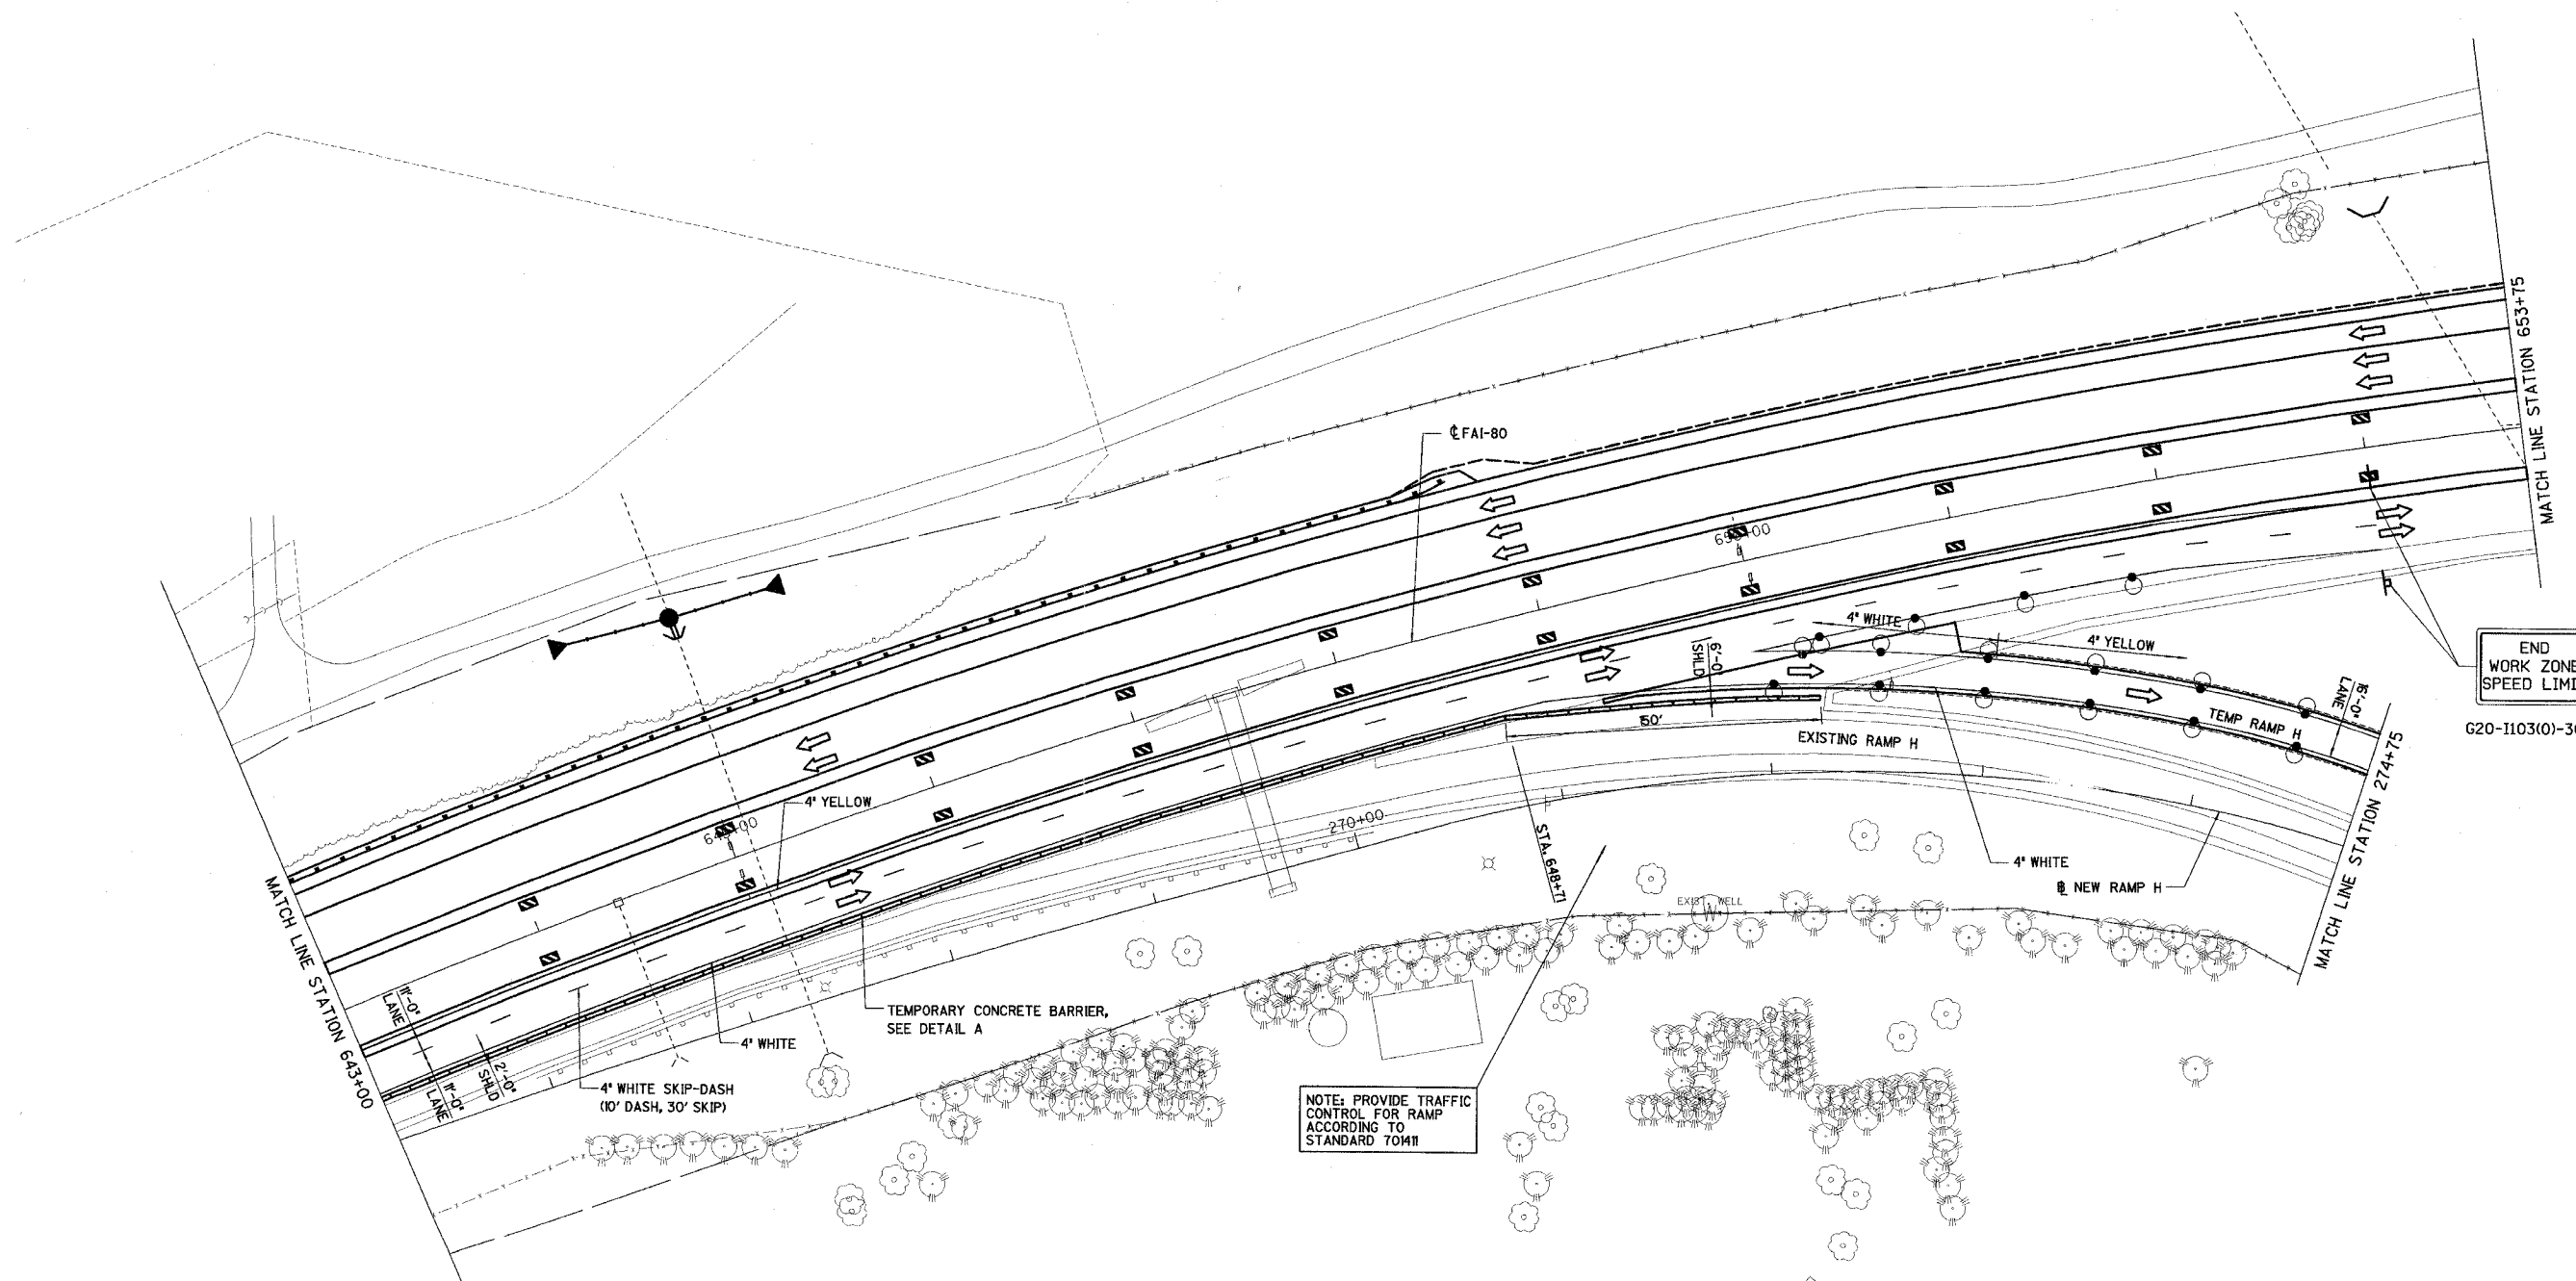 ℄ FAI-80
MATCH LINE STATION 653+75
4" WHITE
4" YELLOW
6'-0"
SHLD
END
WORK ZONE
SPEED LIMI
G20-I103(0)-3
16'-0"
LANE
TEMP RAMP H
150'
EXISTING RAMP H
4" YELLOW
270+00
STA. 648+71
4" WHITE
NEW RAMP H
MATCH LINE STATION 274+75
EXIST WELL
W
MATCH LINE STATION 643+00
11'-0"
LANE
11'-0"
LANE
2'-0"
SHLD
TEMPORARY CONCRETE BARRIER,
SEE DETAIL A
4" WHITE
4" WHITE SKIP-DASH
(10' DASH, 30' SKIP)
NOTE: PROVIDE TRAFFIC
CONTROL FOR RAMP
ACCORDING TO
STANDARD 701411